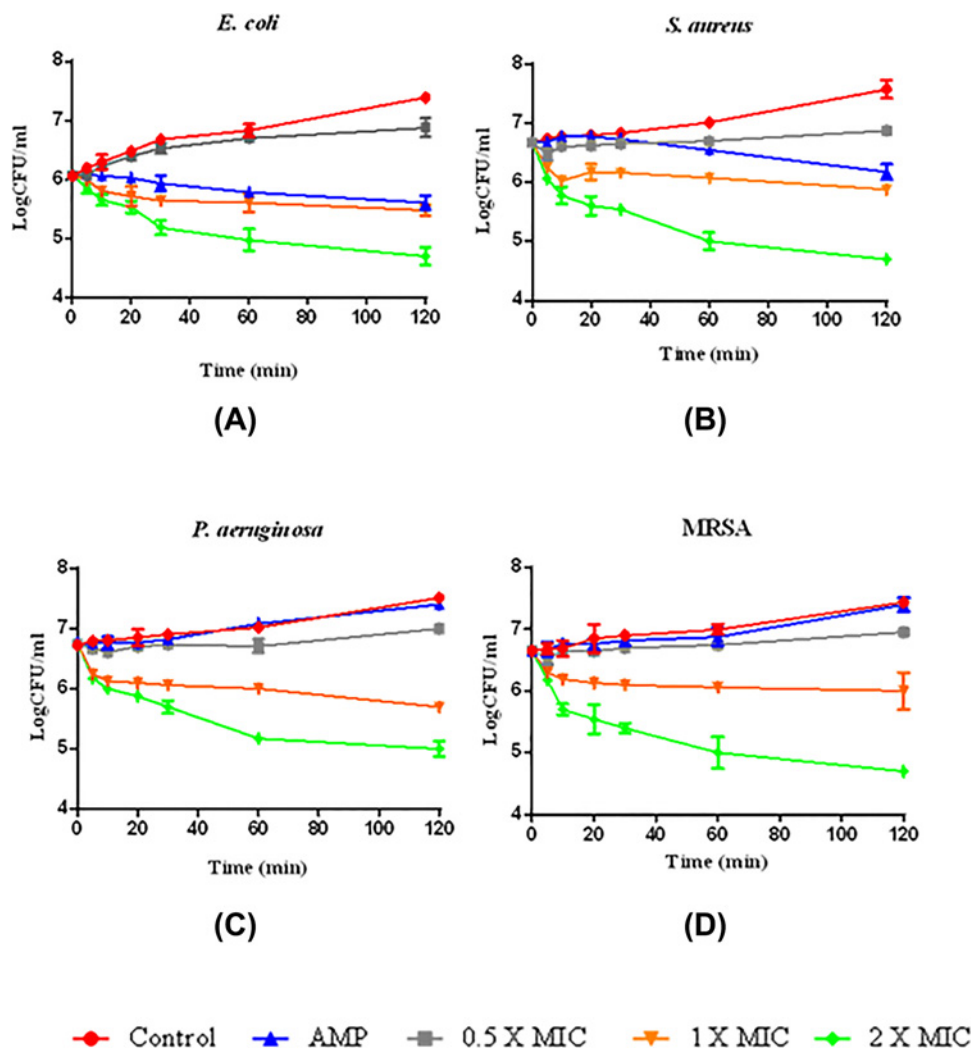 E. coli
8
7
6
5
4
LogCFU/ml
0 20 40 60 80 100 120
Time (min)
(A)
S. aureus
8
7
6
5
4
LogCFU/ml
0 20 40 60 80 100 120
Time (min)
(B)
P. aeruginosa
8
7
6
5
4
LogCFU/ml
0 20 40 60 80 100 120
Time (min)
(C)
MRSA
8
7
6
5
4
LogCFU/ml
0 20 40 60 80 100 120
Time (min)
(D)
Control AMP 0.5 X MIC 1 X MIC 2 X MIC